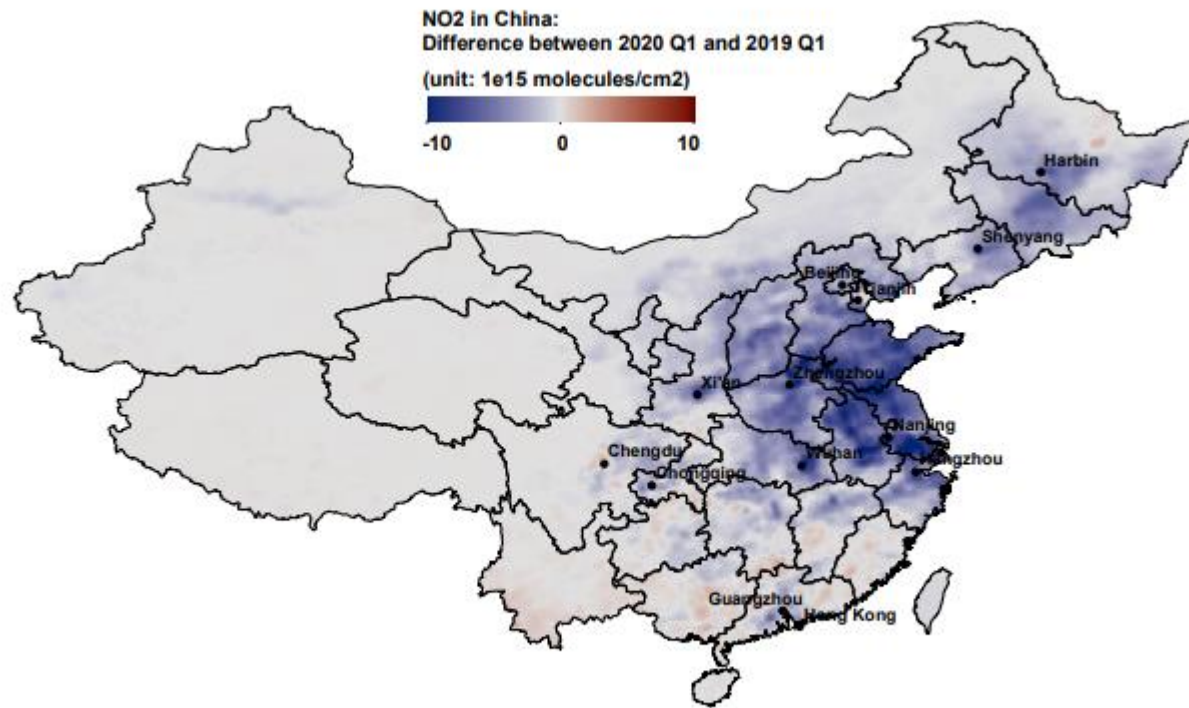 NO2 in China:
Difference between 2020 Q1 and 2019 Q1
(unit: 1e15 molecules/cm2)
-10 0 10
Harbin
Shenyang
Beijing
Tianjin
Zhengzhou
Xi'an
Nanjing
Chengdu
Wuhan
Hangzhou
Chongqing
Guangzhou
Hong Kong